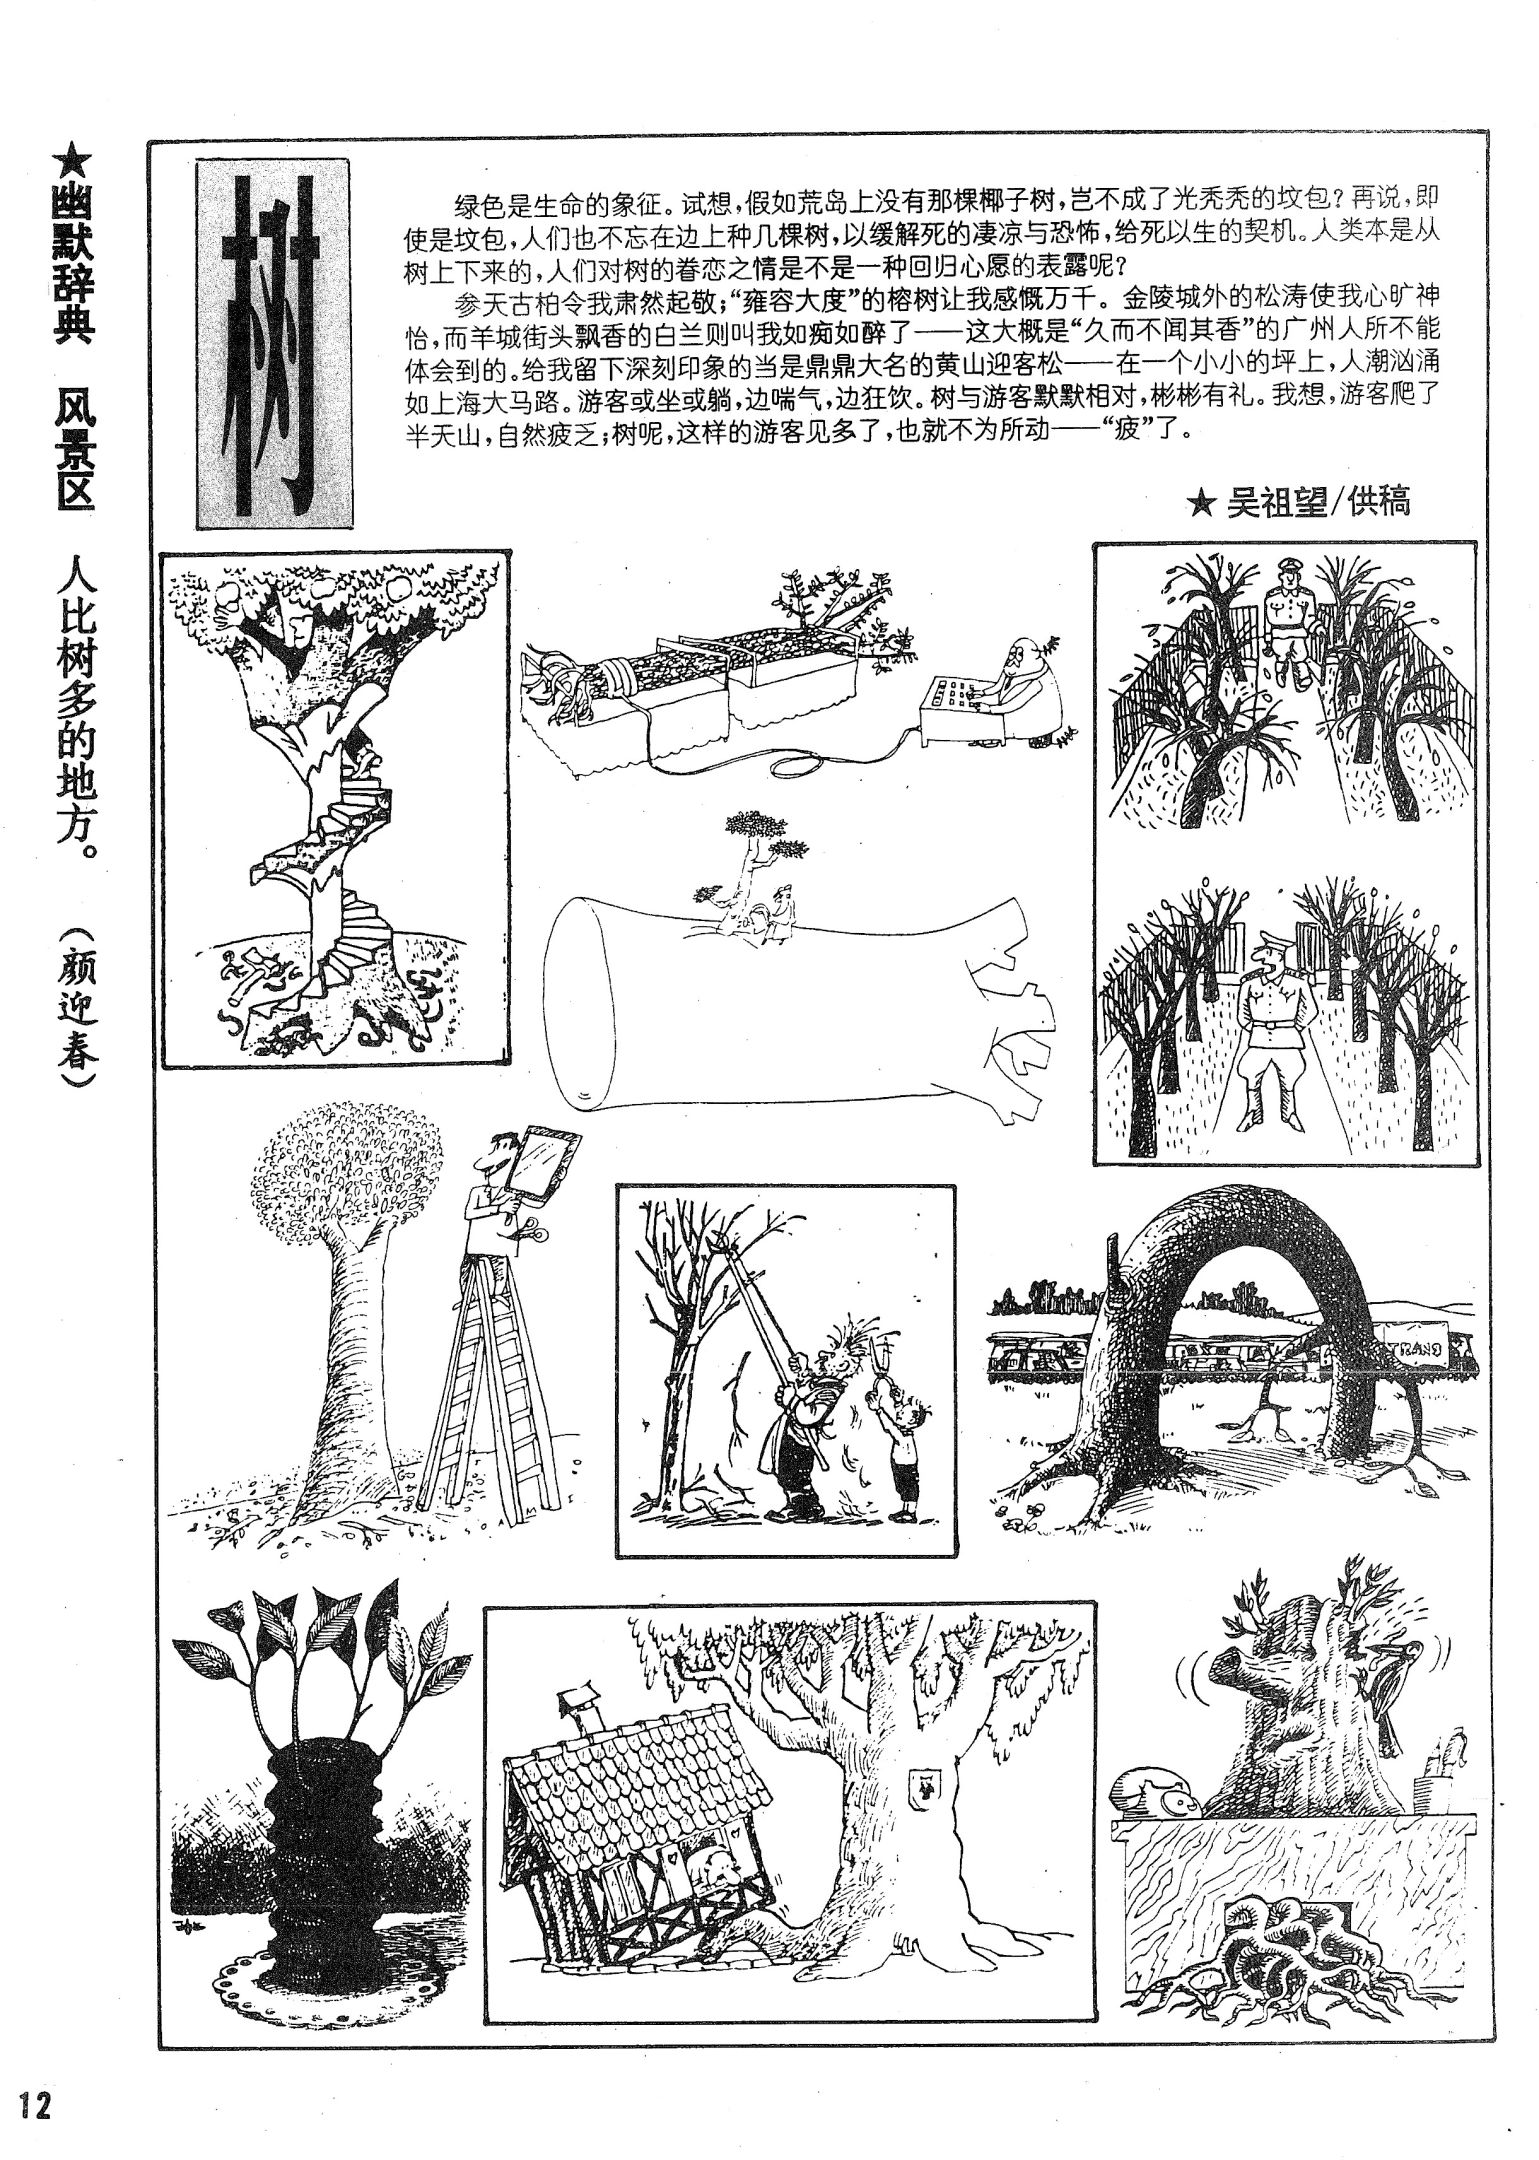 ★幽默辞典 风景区 人比树多的地方。（颜迎春）
树
绿色是生命的象征。试想，假如荒岛上没有那棵椰子树，岂不成了光秃秃的坟包？再说，即
使是坟包，人们也不忘在边上种几棵树，以缓解死的凄凉与恐怖，给死以生的契机。人类本是从
树上下来的，人们对树的眷恋之情是不是一种回归心愿的表露呢？
参天古柏令我肃然起敬；“雍容大度”的榕树让我感慨万千。金陵城外的松涛使我心旷神
怡，而羊城街头飘香的白兰则叫我如痴如醉了——这大概是“久而不闻其香”的广州人所不能
体会到的。给我留下深刻印象的当是鼎鼎大名的黄山迎客松——在一个小小的坪上，人潮汹涌
如上海大马路。游客或坐或躺，边喘气，边狂饮。树与游客默默相对，彬彬有礼。我想，游客爬了
半天山，自然疲乏；树呢，这样的游客见多了，也就不为所动——“疲”了。
★ 吴祖望/供稿
12